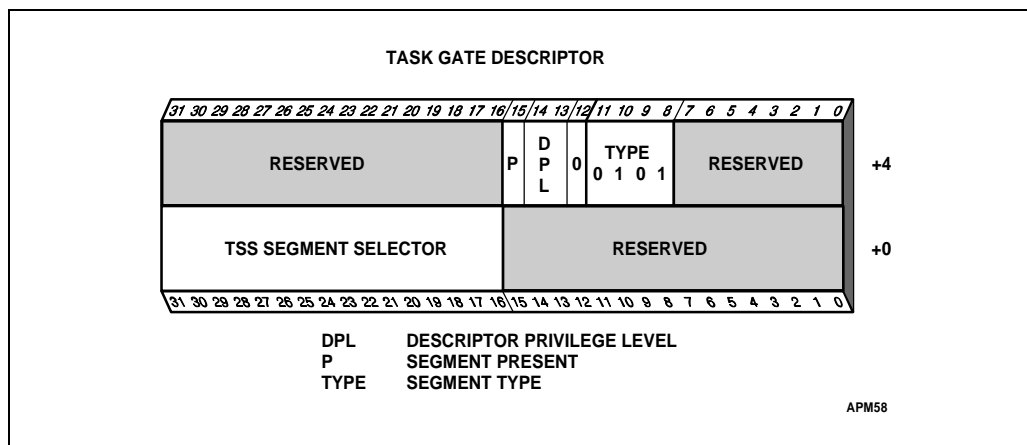 TASK GATE DESCRIPTOR
31 30 29 28 27 26 25 24 23 22 21 20 19 18 17 16 15 14 13 12 11 10 9 8 7 6 5 4 3 2 1 0
RESERVED P DPL 0 TYPE 0 1 0 1 RESERVED +4
TSS SEGMENT SELECTOR RESERVED +0
31 30 29 28 27 26 25 24 23 22 21 20 19 18 17 16 15 14 13 12 11 10 9 8 7 6 5 4 3 2 1 0
DPL DESCRIPTOR PRIVILEGE LEVEL
P SEGMENT PRESENT
TYPE SEGMENT TYPE
APM58